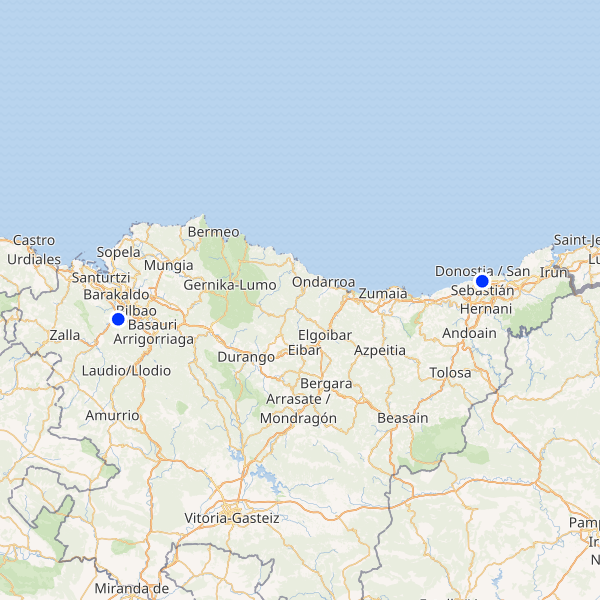 Bermeo
Castro
Urdiales
Sopela
Saint-Je
Lu
Mungia
Donostia / San
Sebastián
Irun
Santurtzi
Gernika-Lumo
Ondarroa
Zumaia
Barakaldo
Bilbao
Hernani
Basauri
Zalla
Arrigorriaga
Elgoibar
Andoain
Eibar
Azpeitia
Durango
Laudio/Llodio
Tolosa
Bergara
Arrasate /
Mondragón
Amurrio
Beasain
Vitoria-Gasteiz
Pamp
Ir
N
Miranda de